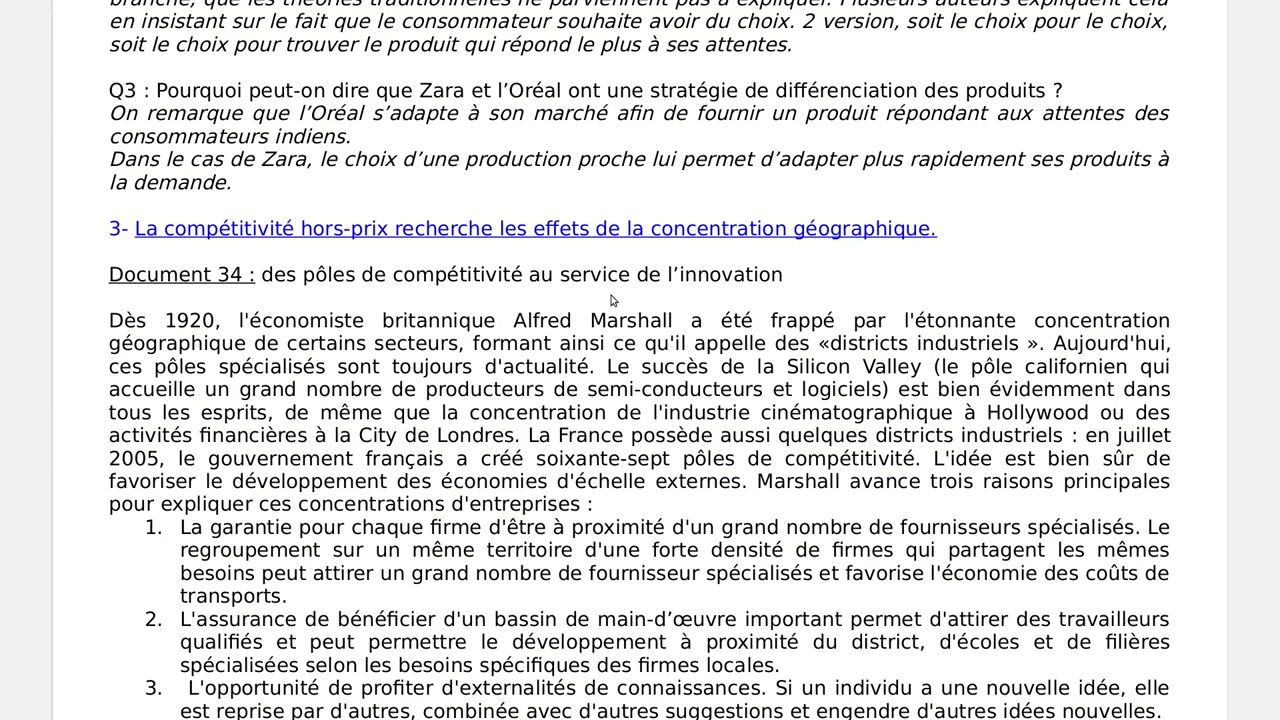 branche, que les théories traditionnelles ne parviennent pas à expliquer. Plusieurs auteurs expliquent cela
en insistant sur le fait que le consommateur souhaite avoir du choix. 2 version, soit le choix pour le choix,
soit le choix pour trouver le produit qui répond le plus à ses attentes.
Q3 : Pourquoi peut-on dire que Zara et l’Oréal ont une stratégie de différenciation des produits ?
On remarque que l’Oréal s’adapte à son marché afin de fournir un produit répondant aux attentes des
consommateurs indiens.
Dans le cas de Zara, le choix d’une production proche lui permet d’adapter plus rapidement ses produits à
la demande.
3- La compétitivité hors-prix recherche les effets de la concentration géographique.
Document 34 : des pôles de compétitivité au service de l’innovation
Dès 1920, l'économiste britannique Alfred Marshall a été frappé par l'étonnante concentration
géographique de certains secteurs, formant ainsi ce qu'il appelle des «districts industriels ». Aujourd'hui,
ces pôles spécialisés sont toujours d'actualité. Le succès de la Silicon Valley (le pôle californien qui
accueille un grand nombre de producteurs de semi-conducteurs et logiciels) est bien évidemment dans
tous les esprits, de même que la concentration de l'industrie cinématographique à Hollywood ou des
activités financières à la City de Londres. La France possède aussi quelques districts industriels : en juillet
2005, le gouvernement français a créé soixante-sept pôles de compétitivité. L'idée est bien sûr de
favoriser le développement des économies d'échelle externes. Marshall avance trois raisons principales
pour expliquer ces concentrations d'entreprises :
1. La garantie pour chaque firme d'être à proximité d'un grand nombre de fournisseurs spécialisés. Le
regroupement sur un même territoire d'une forte densité de firmes qui partagent les mêmes
besoins peut attirer un grand nombre de fournisseur spécialisés et favorise l'économie des coûts de
transports.
2. L'assurance de bénéficier d'un bassin de main-d’œuvre important permet d'attirer des travailleurs
qualifiés et peut permettre le développement à proximité du district, d'écoles et de filières
spécialisées selon les besoins spécifiques des firmes locales.
3. L'opportunité de profiter d'externalités de connaissances. Si un individu a une nouvelle idée, elle
est reprise par d'autres, combinée avec d'autres suggestions et engendre d'autres idées nouvelles.